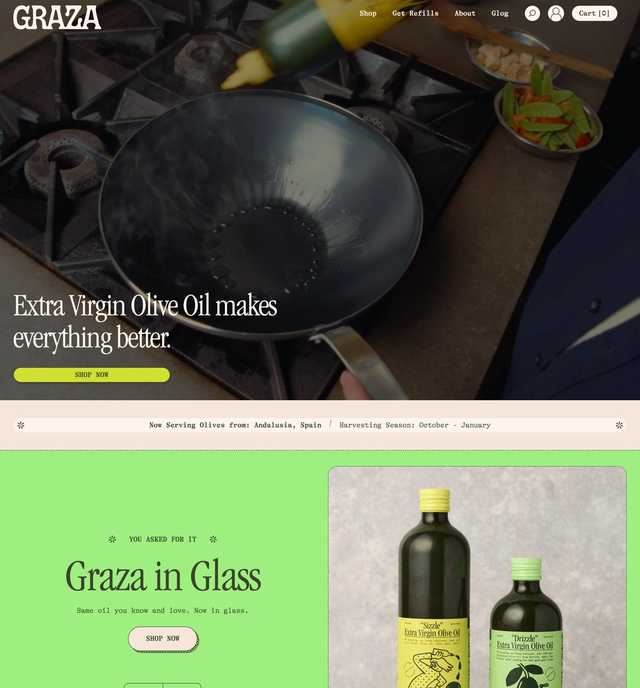 GRAZA
Shop Get Refills About Glog Cart [0]
Extra Virgin Olive Oil makes
everything better.
SHOP NOW
Now Serving Olives from: Andalusia, Spain / Harvesting Season: October - January
YOU ASKED FOR IT
Graza in Glass
Same oil you know and love. Now in glass.
SHOP NOW
"Sizzle"
Extra Virgin Olive Oil
"Drizzle"
Extra Virgin Olive Oil